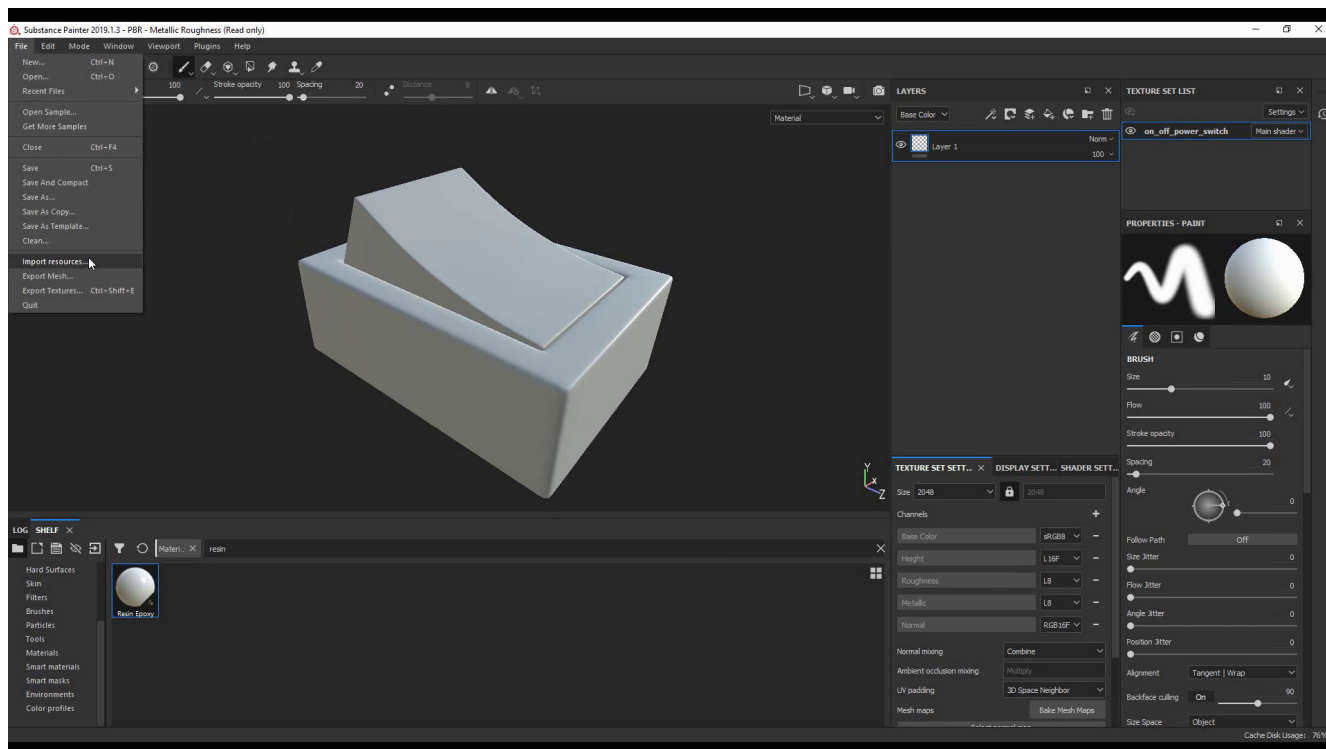 Substance Painter 2019.1.3 - PBR - Metallic Roughness (Read only)
File Edit Mode Window Viewport Plugins Help
New... Ctrl+N
Open... Ctrl+O
Recent Files
Open Sample...
Get More Samples
Close Ctrl+F4
Save Ctrl+S
Save And Compact
Save As...
Save As Copy...
Save As Template...
Clean...
Import resources...
Export Mesh...
Export Textures... Ctrl+Shift+E
Quit
100 Stroke opacity 100 Spacing 20 Distance 8
Material
LAYERS
Base Color
Layer 1
Norm
100
TEXTURE SET LIST
Settings
on_off_power_switch Main shader
PROPERTIES - PAINT
BRUSH
Size 10
Flow 100
Stroke opacity 100
Spacing 20
Angle 0
Follow Path Off
Size Jitter 0
Flow Jitter 0
Angle Jitter 0
Position Jitter 0
Alignment Tangent | Wrap
Backface culling On 90
Size Space Object
TEXTURE SET SETT... DISPLAY SETT... SHADER SETT...
Size 2048 2048
Channels
Base Color sRGB8
Height L16F
Roughness L8
Metallic L8
Normal RGB16F
Normal mixing Combine
Ambient occlusion mixing Multiply
UV padding 3D Space Neighbor
Mesh maps Bake Mesh Maps
Y
X
Z
LOG SHELF
Materi... resin
Hard Surfaces
Skin
Filters
Brushes
Particles
Tools
Materials
Smart materials
Smart masks
Environments
Color profiles
Resin Epoxy
Cache Disk Usage: 76%